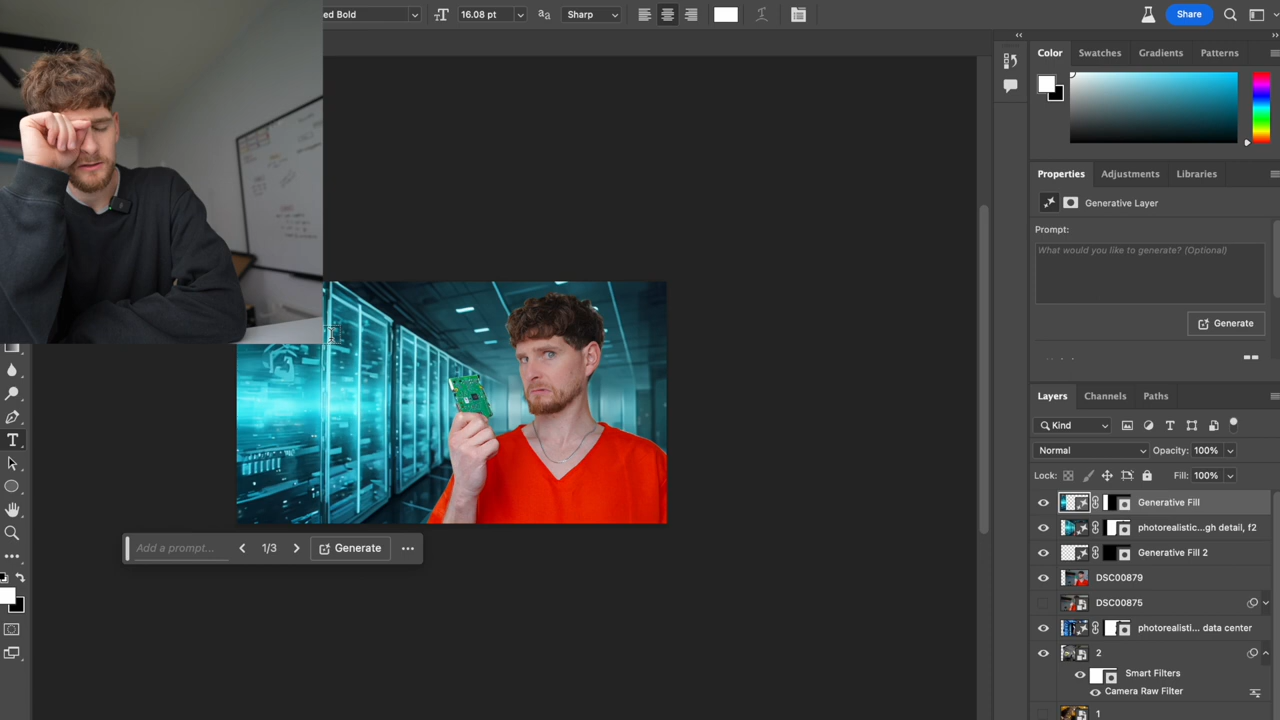 ed Bold
16.08 pt
Sharp
Share
Color
Swatches
Gradients
Patterns
Properties
Adjustments
Libraries
Generative Layer
Prompt:
What would you like to generate? (Optional)
Generate
Layers
Channels
Paths
Kind
Normal
Opacity: 100%
Lock:
Fill: 100%
Generative Fill
photorealistic...gh detail, f2
Generative Fill 2
DSC00879
DSC00875
photorealisti... data center
2
Smart Filters
Camera Raw Filter
1
Add a prompt...
1/3
Generate